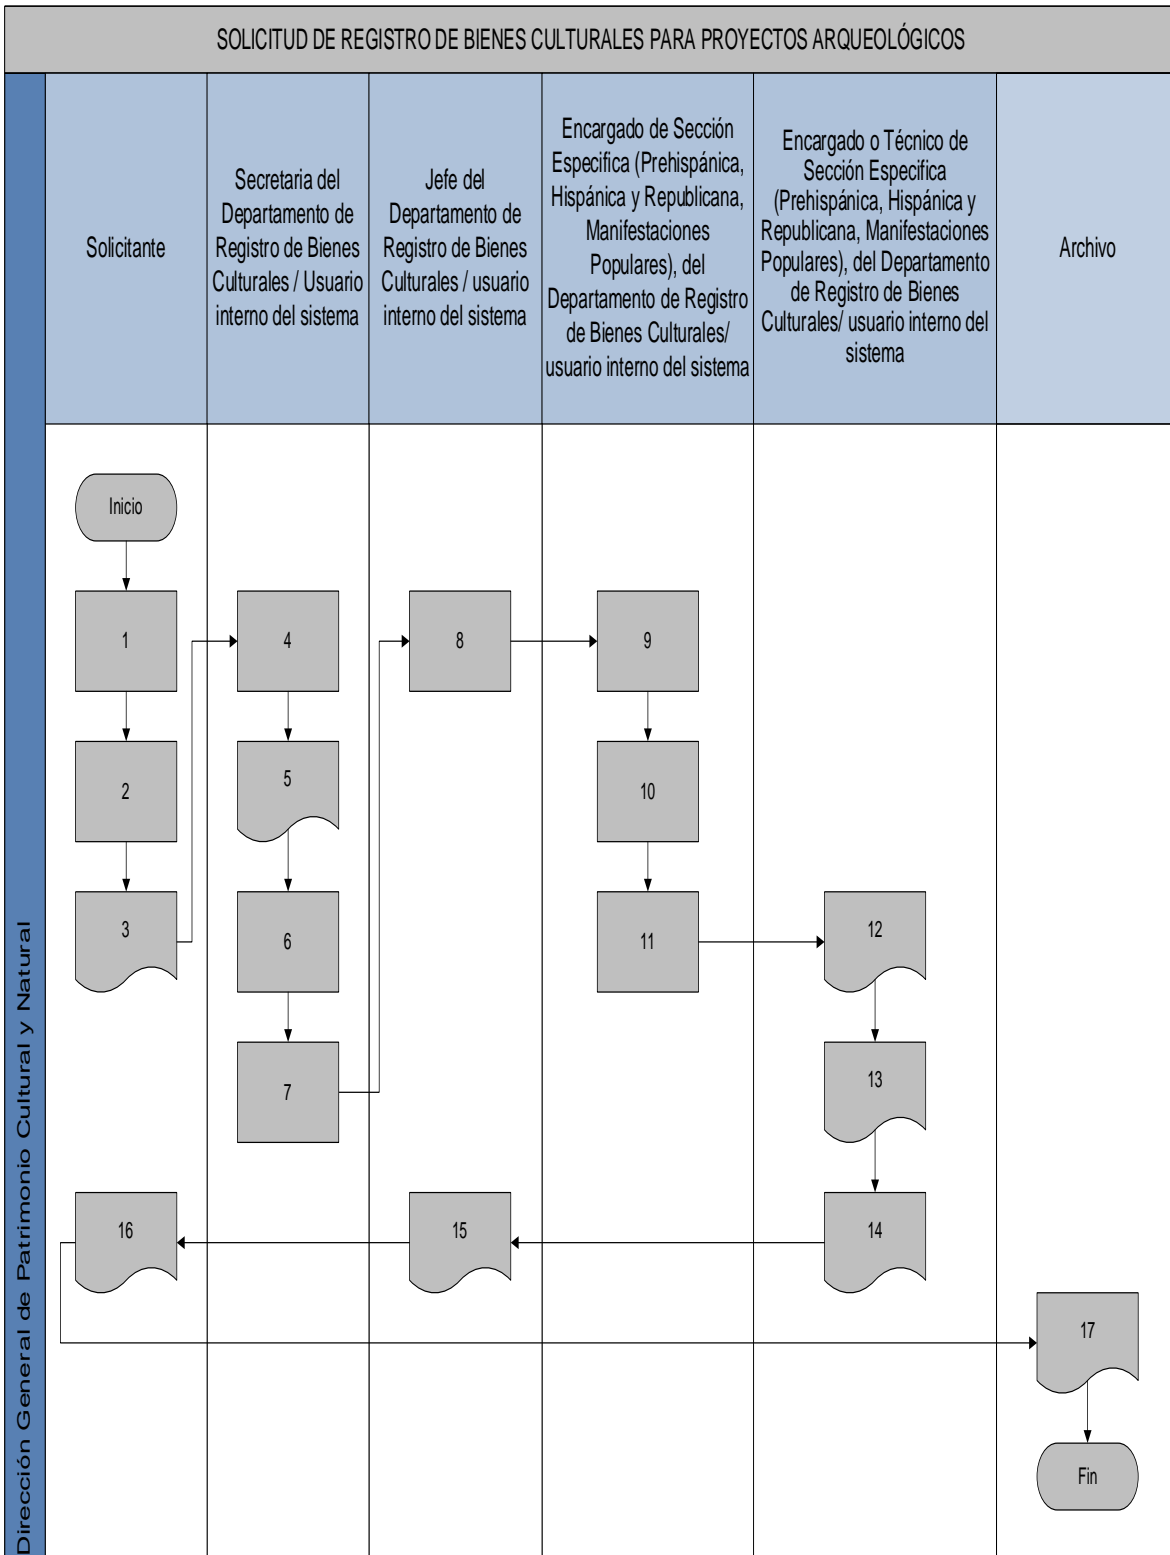 SOLICITUD DE REGISTRO DE BIENES CULTURALES PARA PROYECTOS ARQUEOLÓGICOS
Dirección General de Patrimonio Cultural y Natural
Solicitante
Secretaria del
Departamento de
Registro de Bienes
Culturales / Usuario
interno del sistema
Jefe del
Departamento de
Registro de Bienes
Culturales / usuario
interno del sistema
Encargado de Sección
Especifica (Prehispánica,
Hispánica y Republicana,
Manifestaciones
Populares), del
Departamento de Registro
de Bienes Culturales/
usuario interno del sistema
Encargado o Técnico de
Sección Especifica
(Prehispánica, Hispánica y
Republicana, Manifestaciones
Populares), del Departamento
de Registro de Bienes
Culturales/ usuario interno del
sistema
Archivo
Inicio
1
2
3
4
5
6
7
8
9
10
11
12
13
14
15
16
17
Fin